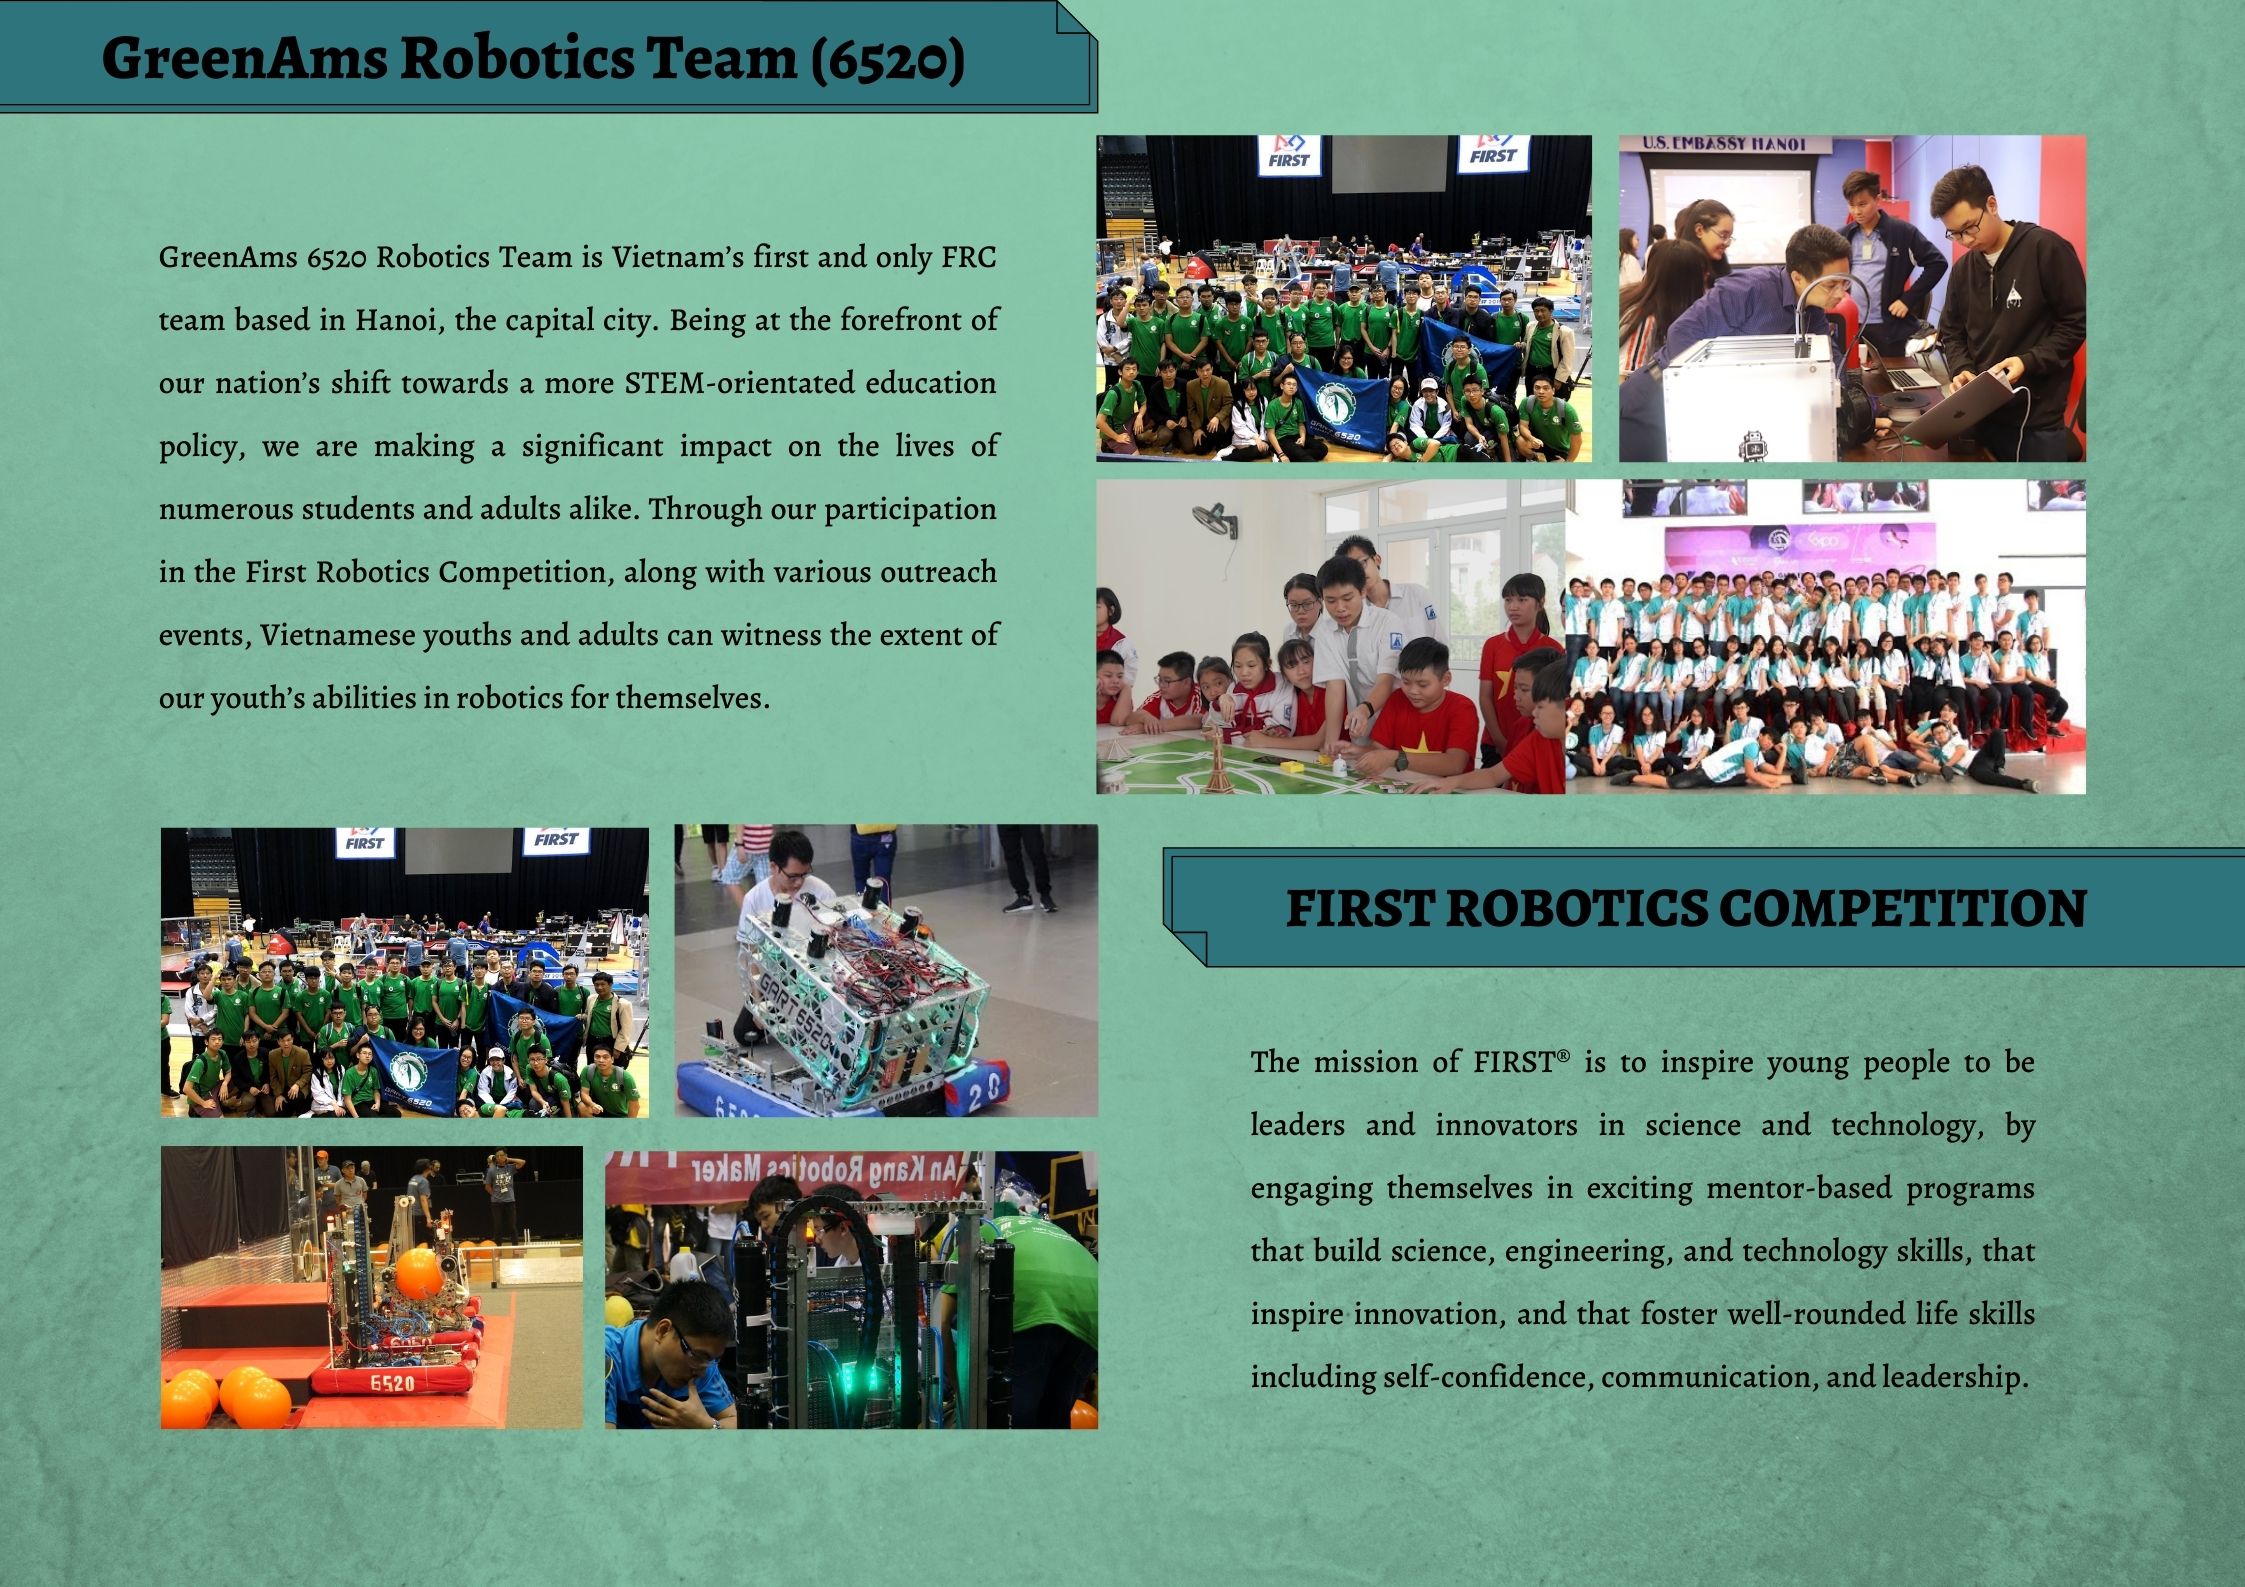 GreenAms Robotics Team (6520)
GreenAms 6520 Robotics Team is Vietnam’s first and only FRC
team based in Hanoi, the capital city. Being at the forefront of
our nation’s shift towards a more STEM-orientated education
policy, we are making a significant impact on the lives of
numerous students and adults alike. Through our participation
in the First Robotics Competition, along with various outreach
events, Vietnamese youths and adults can witness the extent of
our youth’s abilities in robotics for themselves.
FIRST
FIRST
GART 6520
U.S. EMBASSY HANOI
FIRST
FIRST
GART 6520
GART 6520
20
6520
An Kang Robotics Maker
FIRST ROBOTICS COMPETITION
The mission of FIRST® is to inspire young people to be
leaders and innovators in science and technology, by
engaging themselves in exciting mentor-based programs
that build science, engineering, and technology skills, that
inspire innovation, and that foster well-rounded life skills
including self-confidence, communication, and leadership.